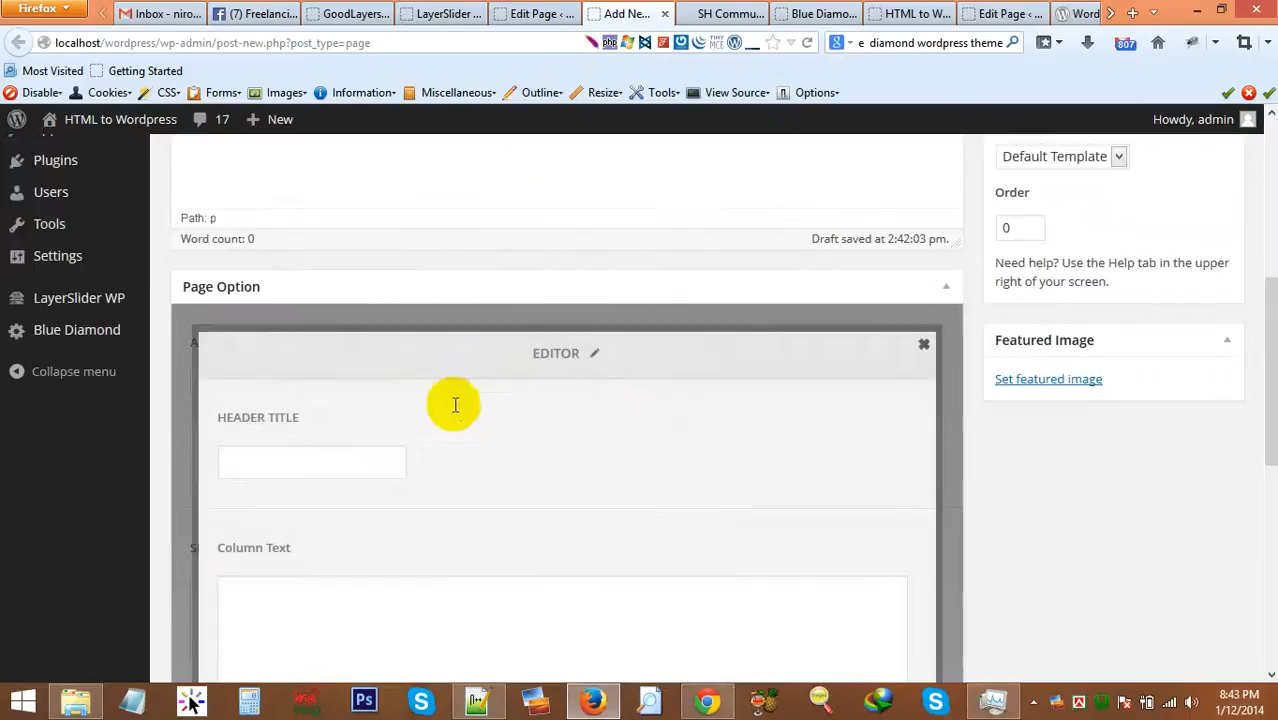 Firefox
Inbox - niro...
(7) Freelanci...
GoodLayers...
LayerSlider ...
Edit Page ‹ ...
Add Ne...
SH Commu...
Blue Diamo...
HTML to W...
Edit Page ‹ ...
Word
localhost/wordpress/wp-admin/post-new.php?post_type=page
e diamond wordpress theme
807
Most Visited
Getting Started
Disable
Cookies
CSS
Forms
Images
Information
Miscellaneous
Outline
Resize
Tools
View Source
Options
HTML to Wordpress
17
New
Howdy, admin
Plugins
Users
Tools
Settings
LayerSlider WP
Blue Diamond
Collapse menu
Path: p
Word count: 0
Draft saved at 2:42:03 pm.
Page Option
EDITOR
HEADER TITLE
Column Text
Default Template
Order
0
Need help? Use the Help tab in the upper
right of your screen.
Featured Image
Set featured image
Ps
8:43 PM
1/12/2014